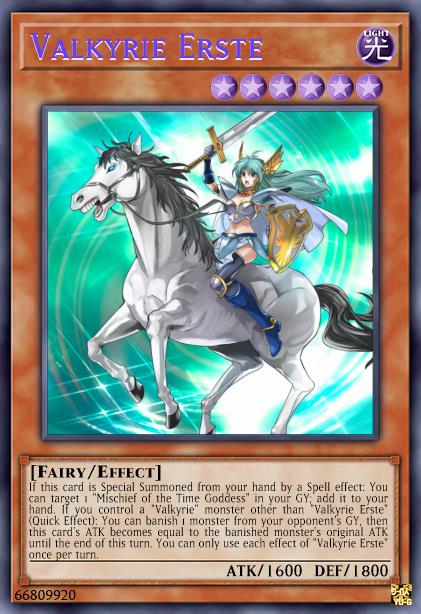 Valkyrie Erste
LIGHT
光
[Fairy/Effect]
If this card is Special Summoned from your hand by a Spell effect: You
can target 1 "Mischief of the Time Goddess" in your GY; add it to your
hand. If you control a "Valkyrie" monster other than "Valkyrie Erste"
(Quick Effect): You can banish 1 monster from your opponent's GY, then
this card's ATK becomes equal to the banished monster's original ATK
until the end of this turn. You can only use each effect of "Valkyrie Erste"
once per turn.
ATK/1600 DEF/1800
66809920